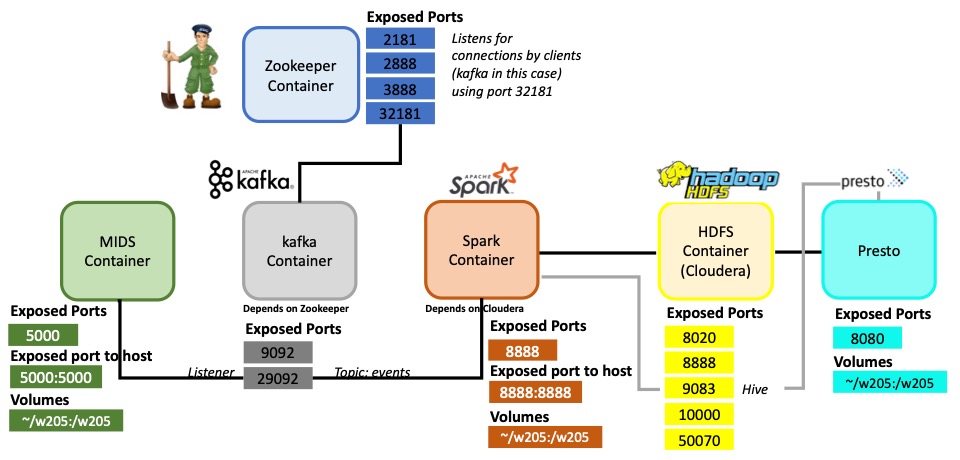 Exposed Ports
2181
2888
3888
32181
Listens for
connections by clients
(kafka in this case)
using port 32181
Zookeeper
Container
APACHE
kafka
APACHE
Spark
hadoop
HDFS
presto
MIDS
Container
kafka
Container
Spark
Container
HDFS
Container
(Cloudera)
Presto
Exposed Ports
5000
Exposed port to host
5000:5000
Volumes
~/w205:/w205
Depends on Zookeeper
Exposed Ports
9092
29092
Listener
Topic: events
Depends on Cloudera
Exposed Ports
8888
Exposed port to host
8888:8888
Volumes
~/w205:/w205
Exposed Ports
8020
8888
9083
10000
50070
Hive
Exposed Ports
8080
Volumes
~/w205:/w205